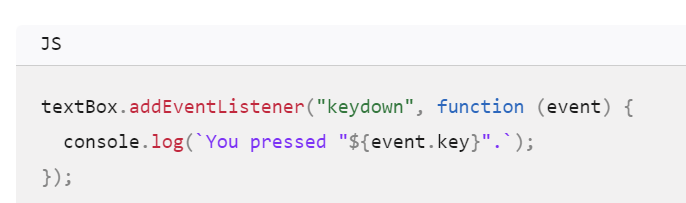 JS
textBox.addEventListener("keydown", function (event) {
  console.log(`You pressed "${event.key}".`);
});